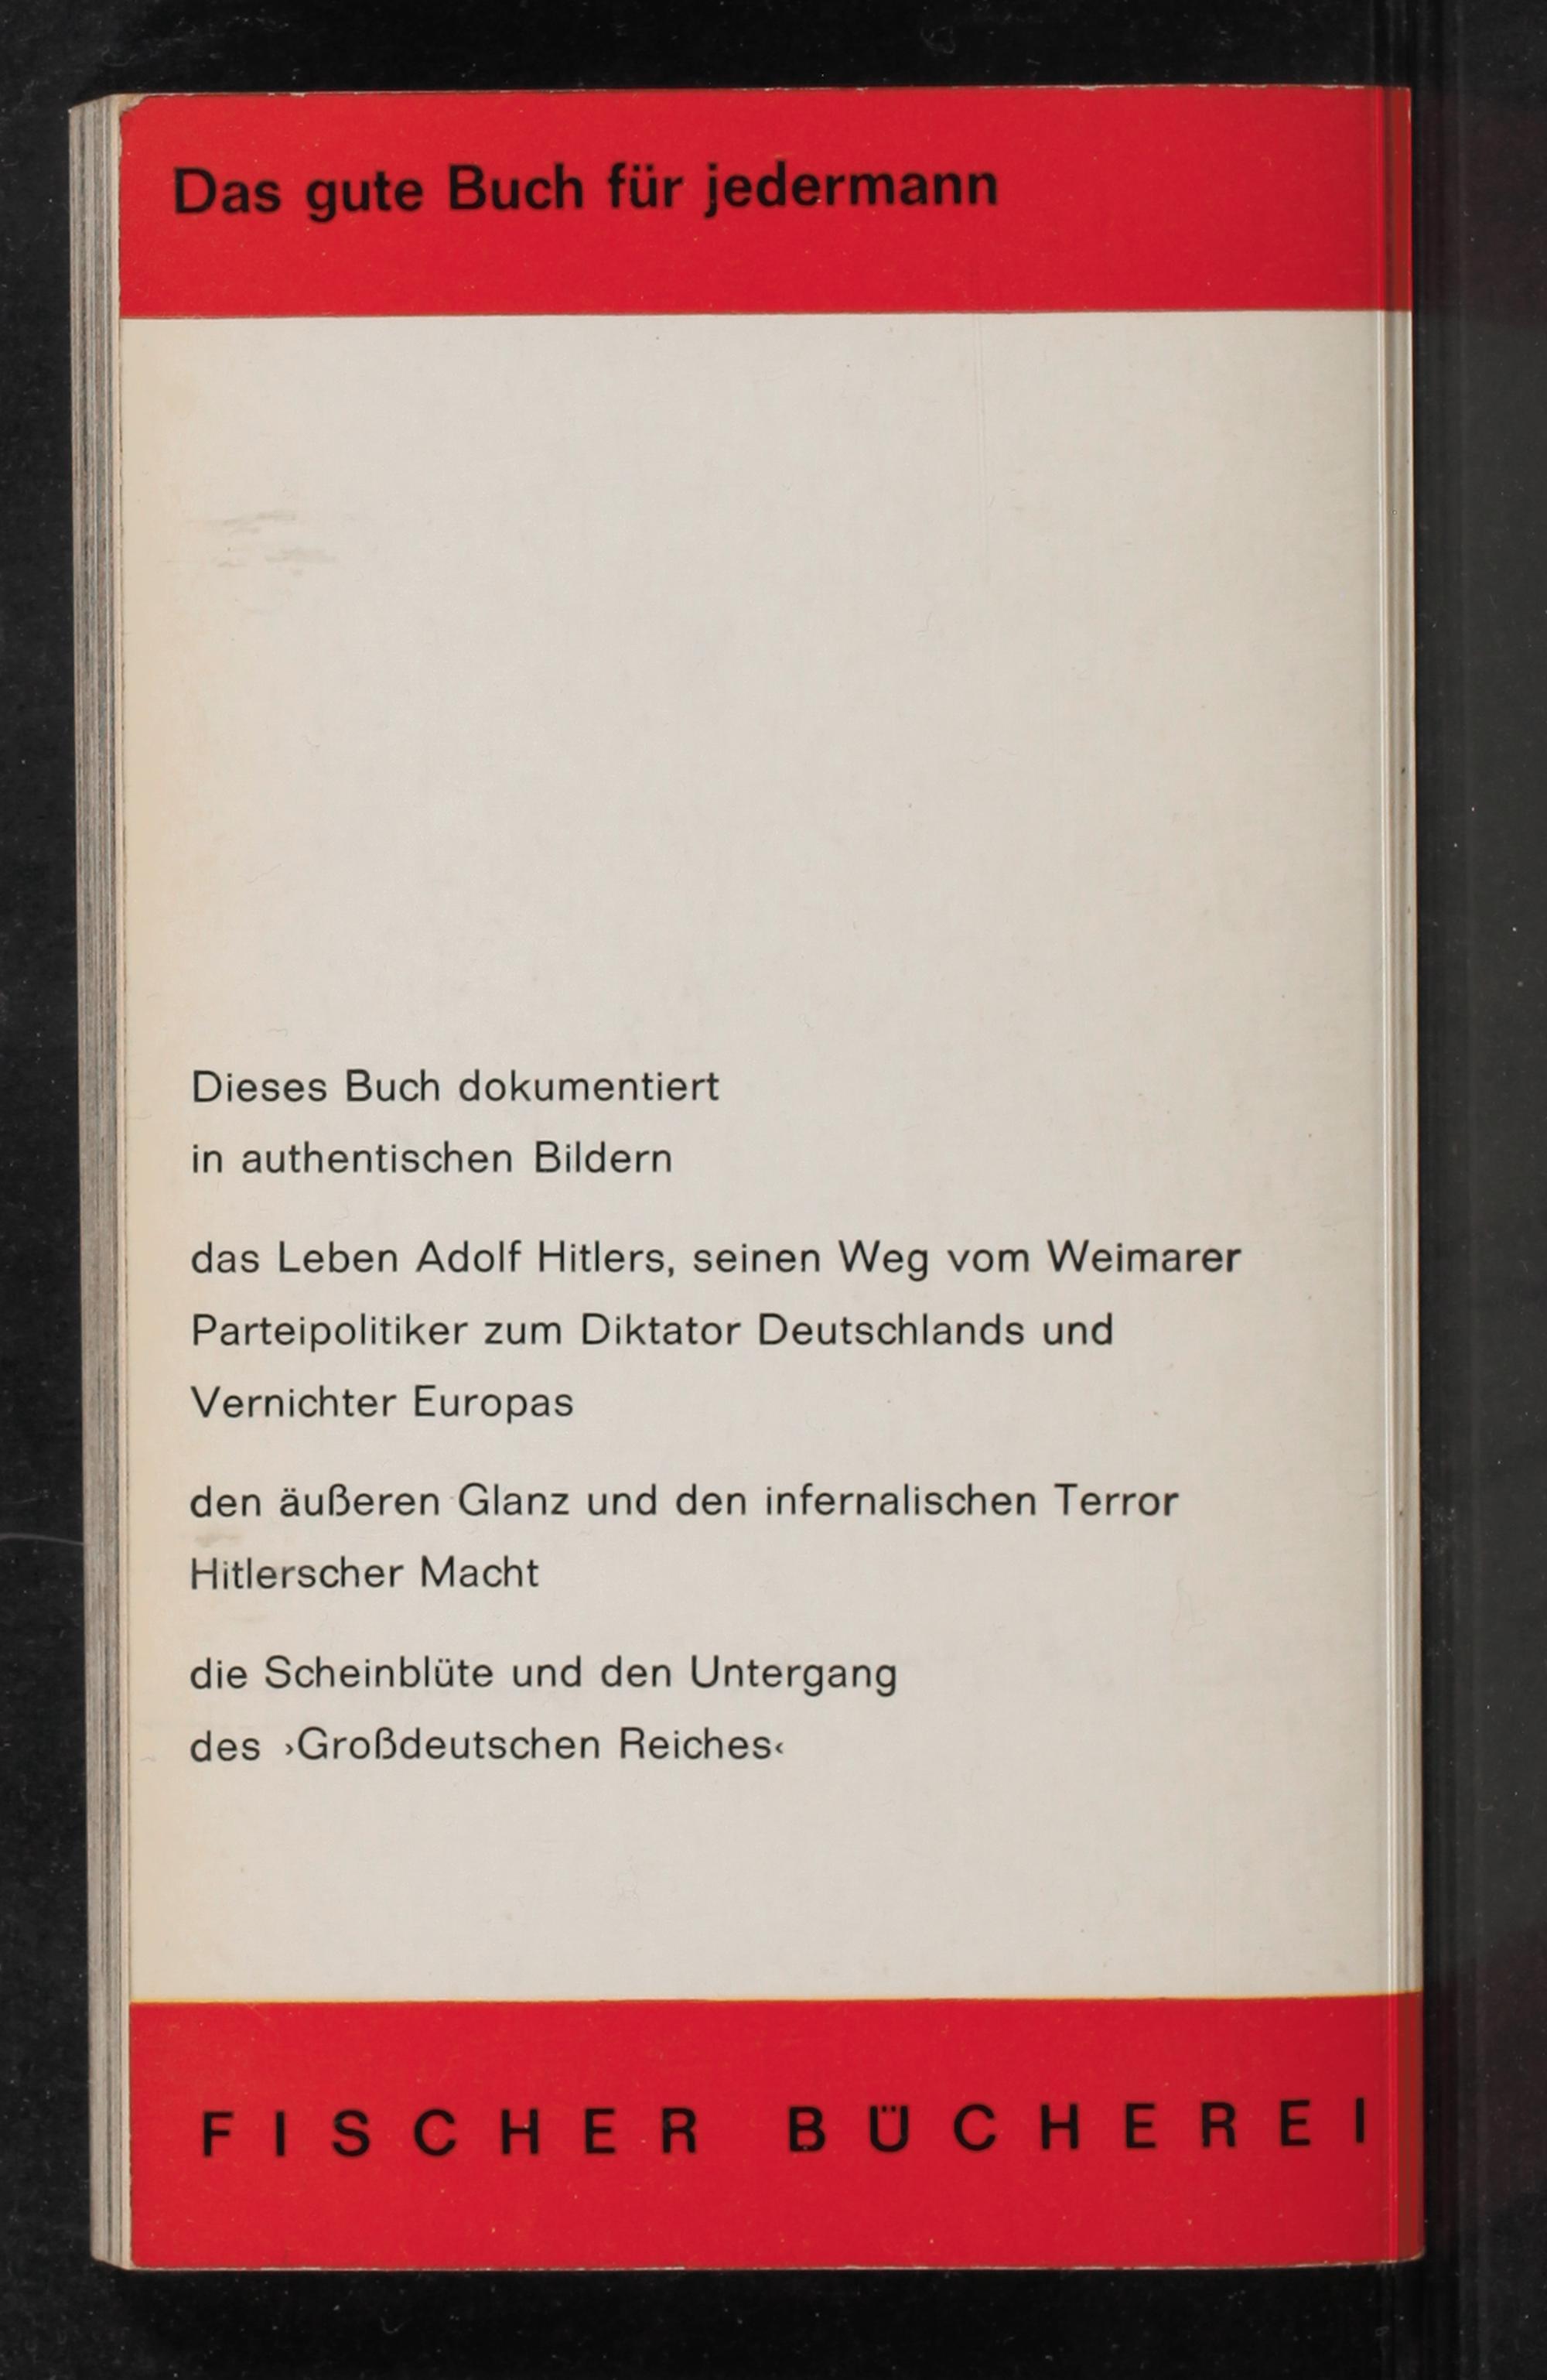 Das gute Buch für jedermann
Dieses Buch dokumentiert
in authentischen Bildern
das Leben Adolf Hitlers, seinen Weg vom Weimarer
Parteipolitiker zum Diktator Deutschlands und
Vernichter Europas
den äußeren Glanz und den infernalischen Terror
Hitlerscher Macht
die Scheinblüte und den Untergang
des ›Großdeutschen Reiches‹
FISCHER BÜCHEREI